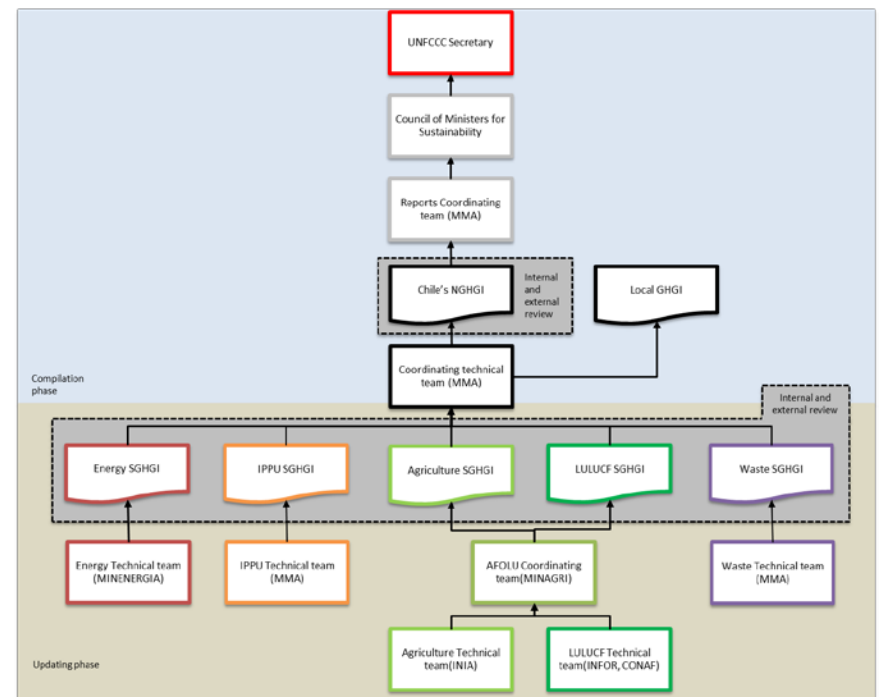 UNFCCC Secretary
Council of Ministers for
Sustainability
Reports Coordinating
team (MMA)
Chile's NGHGI
Internal
and
external
review
Local GHGI
Coordinating technical
team (MMA)
Compilation
phase
Internal and
external review
Energy SGHGI
IPPU SGHGI
Agriculture SGHGI
LULUCF SGHGI
Waste SGHGI
Energy Technical team
(MINENERGIA)
IPPU Technical team
(MMA)
AFOLU Coordinating
team(MINAGRI)
Waste Technical team
(MMA)
Agriculture Technical
team(INIA)
LULUCF Technical
team(INFOR, CONAF)
Updating phase